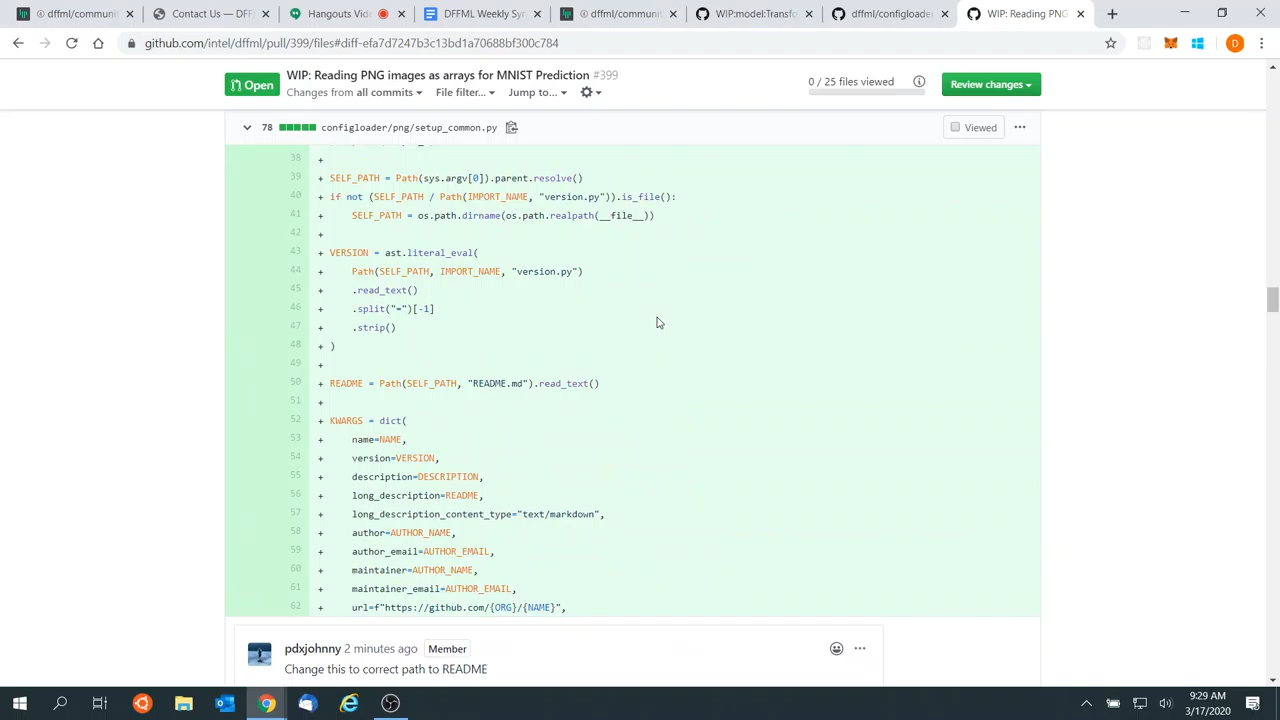 dffml/communit
Contact Us — DFF
Hangouts Vide
DFFML Weekly Syn
dffml/communit
WIP:model:Transfo
dffml/configloade
WIP: Reading PNG
github.com/intel/dffml/pull/399/files#diff-efa7d7247b3c13bd1a70688bf300c784
D
Open
WIP: Reading PNG images as arrays for MNIST Prediction #399
Changes from all commits
File filter...
Jump to...
0 / 25 files viewed
Review changes
78 configloader/png/setup_common.py
Viewed
38 +
39 + SELF_PATH = Path(sys.argv[0]).parent.resolve()
40 + if not (SELF_PATH / Path(IMPORT_NAME, "version.py")).is_file():
41 + SELF_PATH = os.path.dirname(os.path.realpath(__file__))
42 +
43 + VERSION = ast.literal_eval(
44 + Path(SELF_PATH, IMPORT_NAME, "version.py")
45 + .read_text()
46 + .split("=")[-1]
47 + .strip()
48 + )
49 +
50 + README = Path(SELF_PATH, "README.md").read_text()
51 +
52 + KWARGS = dict(
53 + name=NAME,
54 + version=VERSION,
55 + description=DESCRIPTION,
56 + long_description=README,
57 + long_description_content_type="text/markdown",
58 + author=AUTHOR_NAME,
59 + author_email=AUTHOR_EMAIL,
60 + maintainer=AUTHOR_NAME,
61 + maintainer_email=AUTHOR_EMAIL,
62 + url=f"https://github.com/{ORG}/{NAME}",
pdxjohnny 2 minutes ago Member
Change this to correct path to README
9:29 AM
3/17/2020